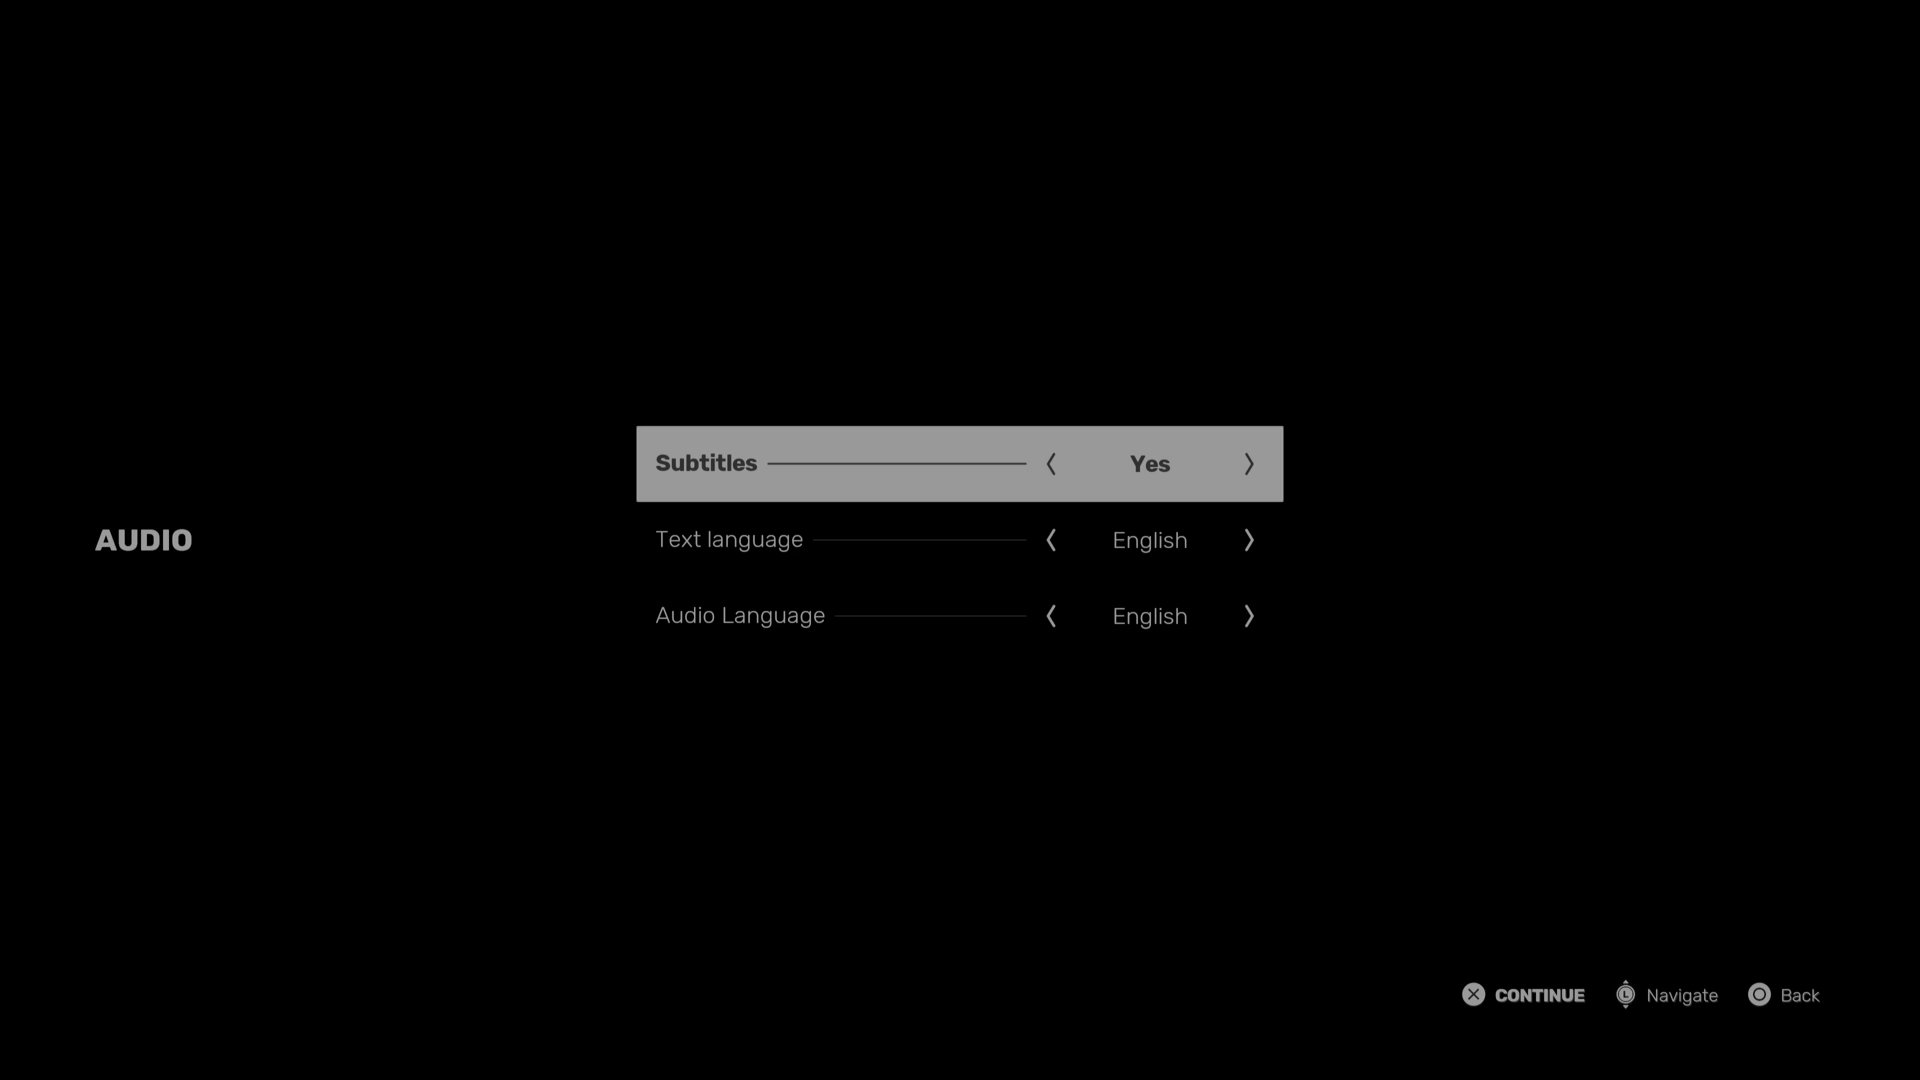 AUDIO
Subtitles Yes
Text language English
Audio Language English
CONTINUE Navigate Back